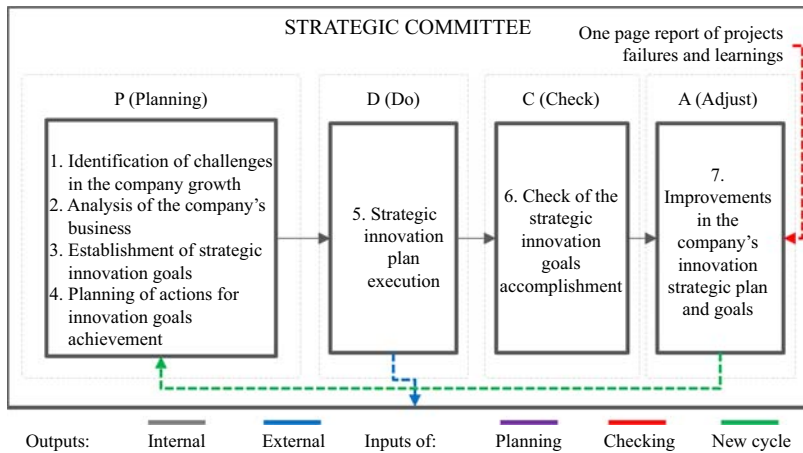 STRATEGIC COMMITTEE
One page report of projects
failures and learnings
P (Planning)
1. Identification of challenges
in the company growth
2. Analysis of the company's
business
3. Establishment of strategic
innovation goals
4. Planning of actions for
innovation goals
achievement
D (Do)
5. Strategic
innovation
plan
execution
C (Check)
6. Check of the
strategic
innovation
goals
accomplishment
A (Adjust)
7.
Improvements
in the
company's
innovation
strategic plan
and goals
Outputs: Internal External Inputs of: Planning Checking New cycle